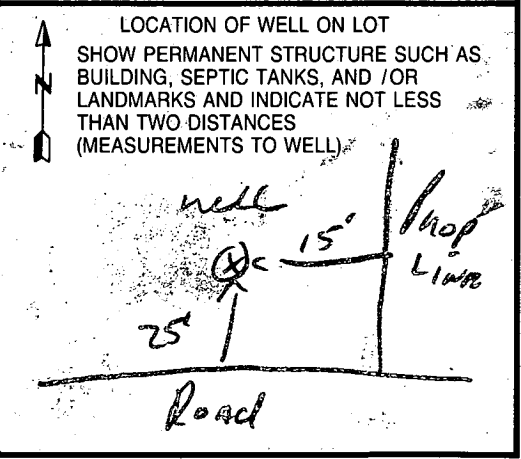 LOCATION OF WELL ON LOT
SHOW PERMANENT STRUCTURE SUCH AS
BUILDING, SEPTIC TANKS, AND / OR
LANDMARKS AND INDICATE NOT LESS
THAN TWO DISTANCES
(MEASUREMENTS TO WELL)
N
well
15'
Prop
Line
25'
Road